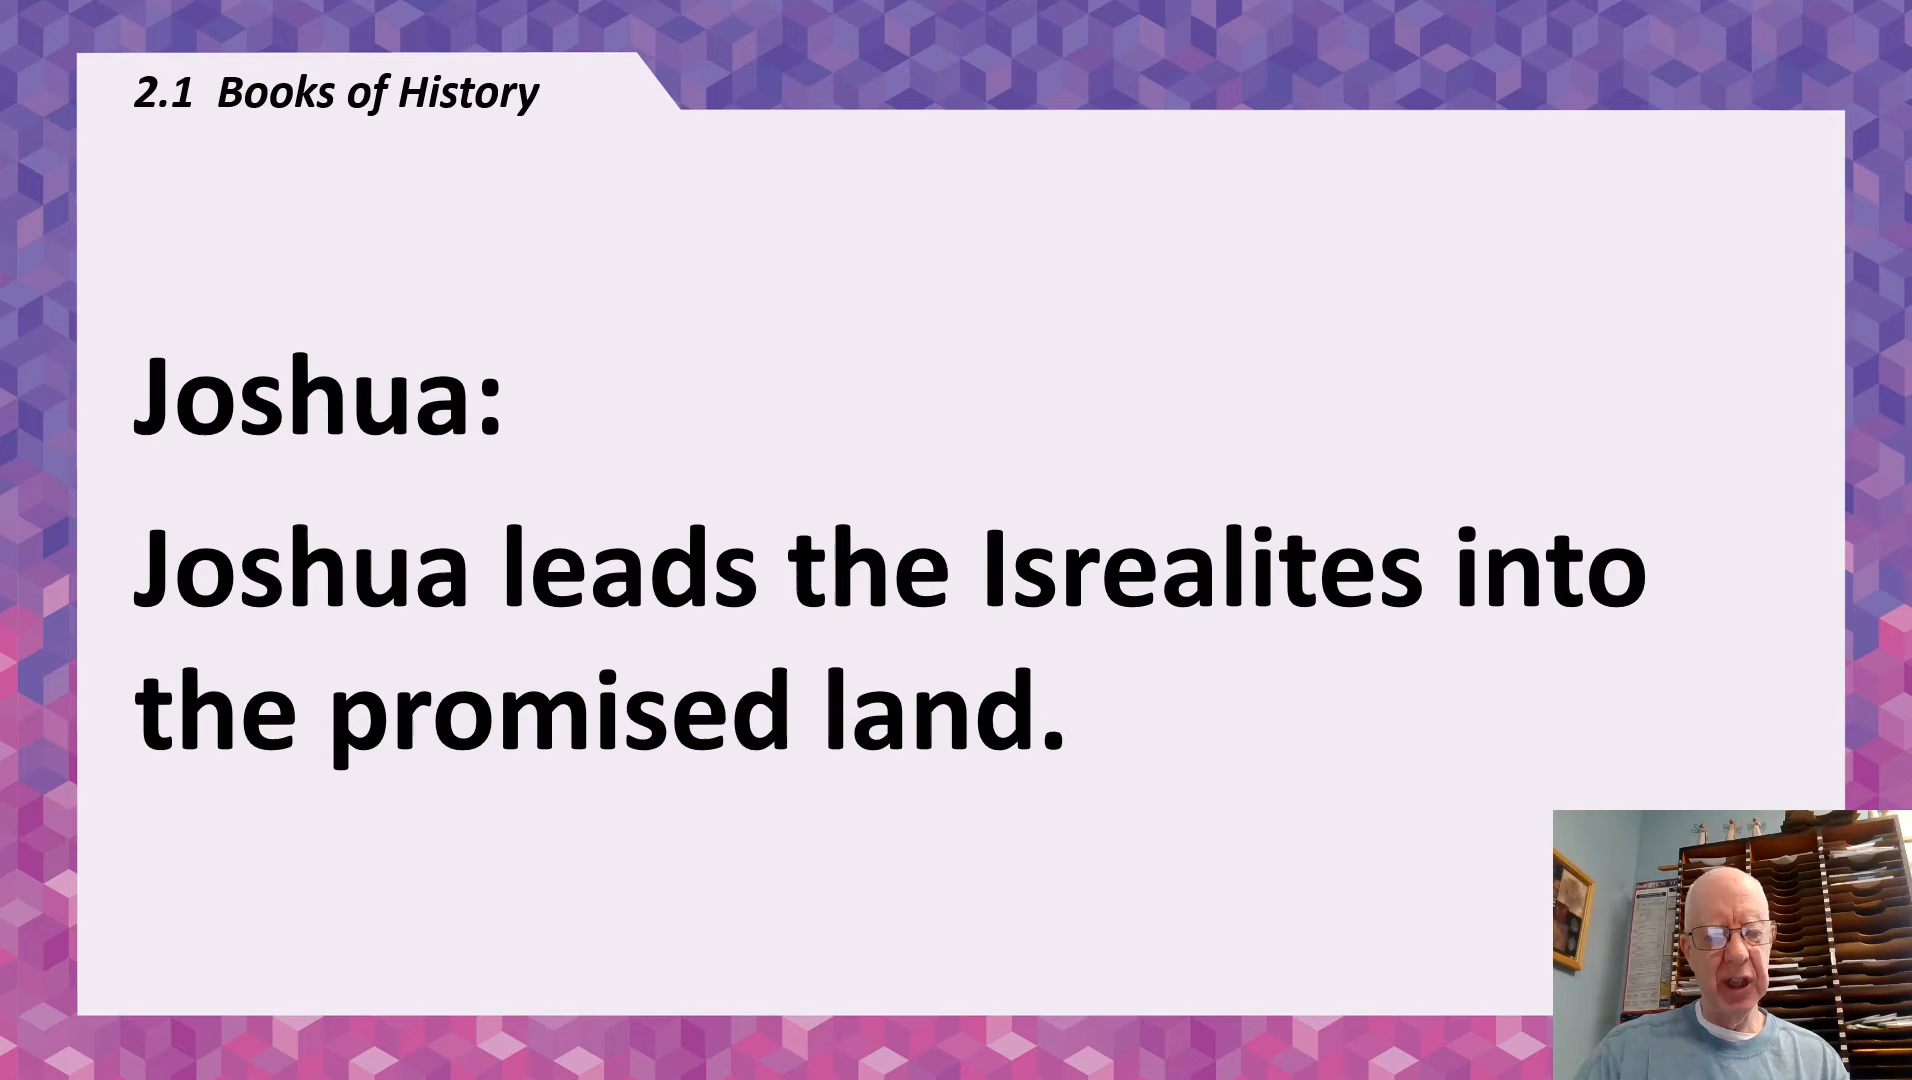 2.1 Books of History
Joshua:
Joshua leads the Isrealites into
the promised land.